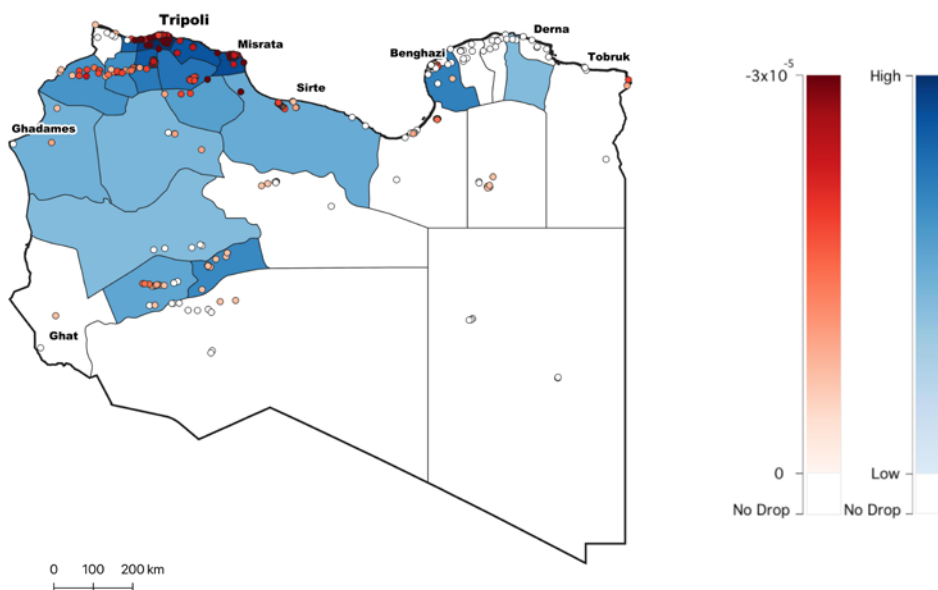 Tripoli
Derna
Misrata
Benghazi
Tobruk
Sirte
Ghadames
Ghat
0 100 200 km
-3x10⁻⁵
0
No Drop
High
Low
No Drop